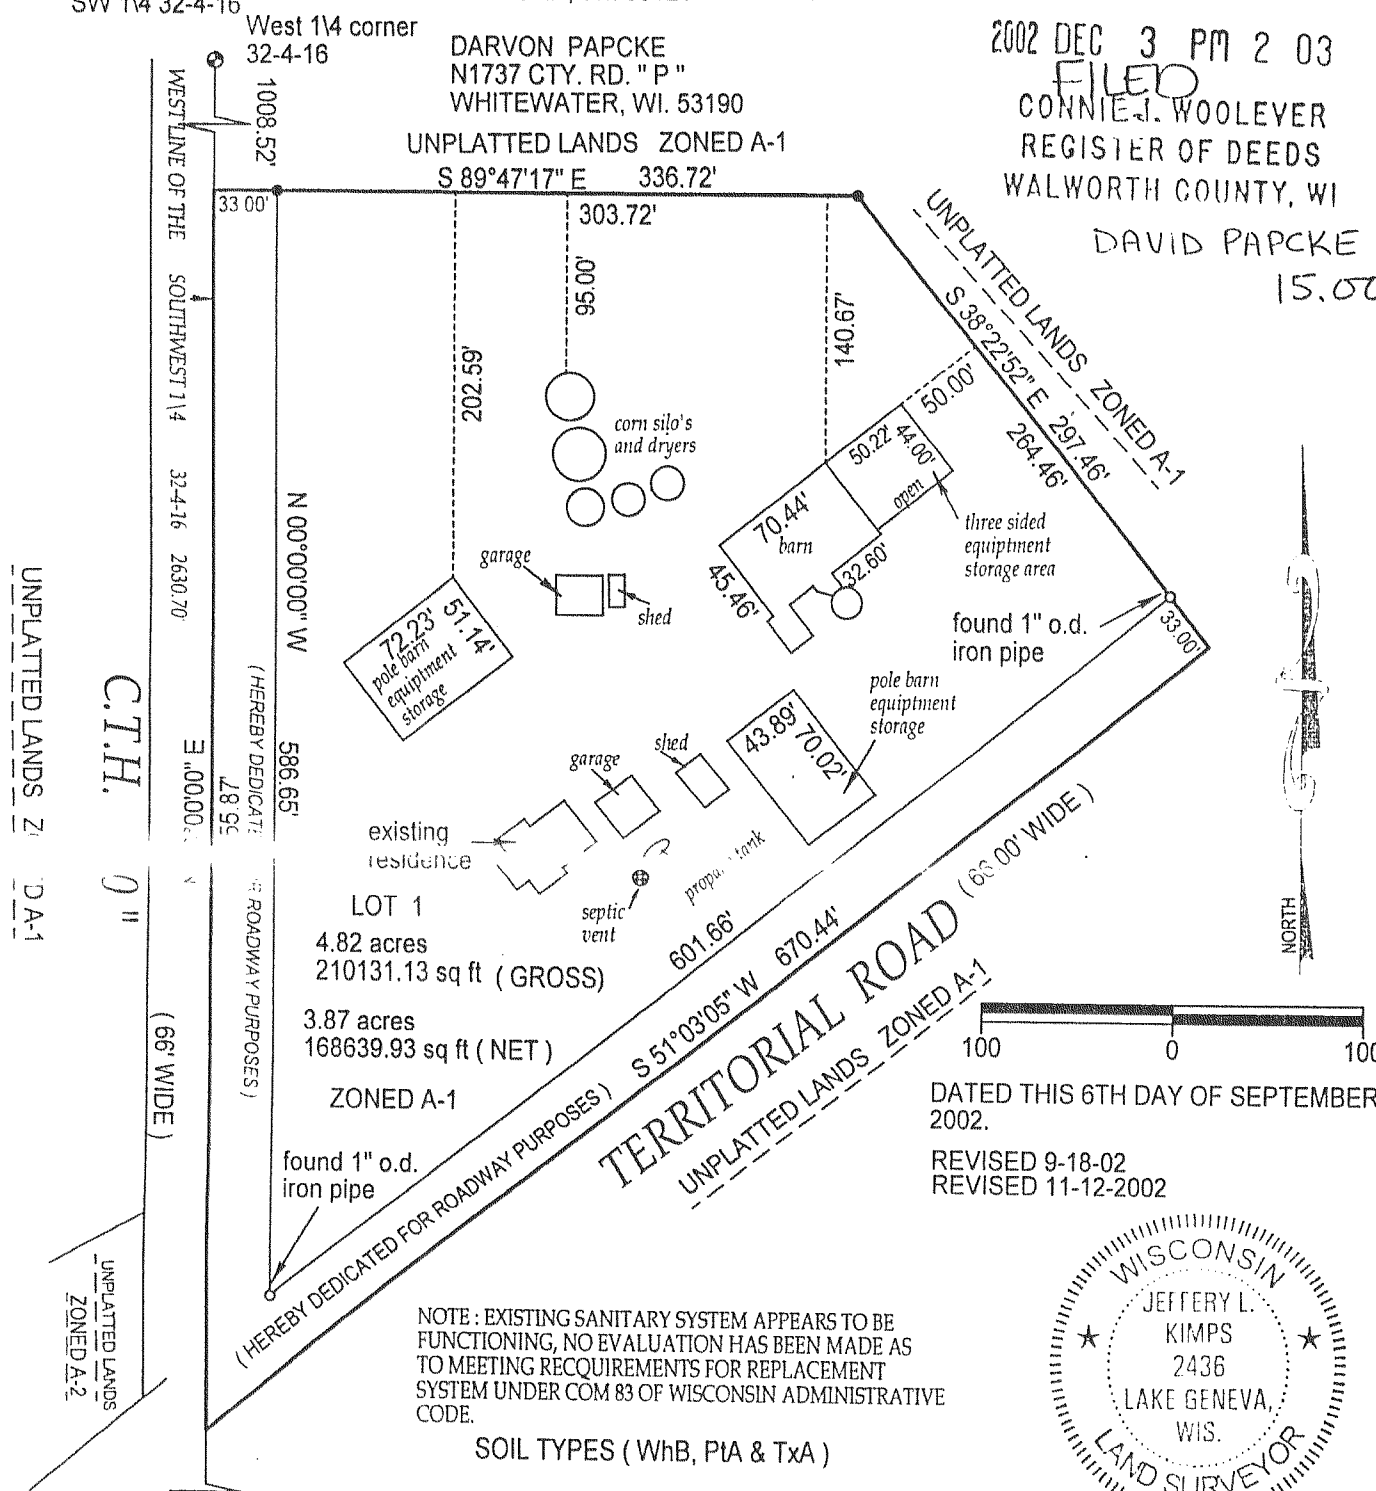 SW 1\4 32-4-16
West 1\4 corner
32-4-16
DARVON PAPCKE
N1737 CTY. RD. " P "
WHITEWATER, WI. 53190
2002 DEC 3 PM 2 03
FILED
CONNIE J. WOOLEVER
REGISTER OF DEEDS
WALWORTH COUNTY, WI
DAVID PAPCKE
15.00
UNPLATTED LANDS ZONED A-1
S 89°47'17" E 336.72'
1008.52'
33 00'
303.72'
WEST LINE OF THE SOUTHWEST 1\4 32-4-16 2630.70
UNPLATTED LANDS ZONED A-1
S 38°22'52" E 297.46'
264.46'
95.00'
202.59'
140.67'
50.00'
corn silo's
and dryers
50.22'
44.00'
open
70.44'
barn
45.46'
32.60'
three sided
equiptment
storage area
garage
shed
72.23'
51.14'
pole barn
equiptment
storage
found 1" o.d.
iron pipe
33.00'
N 00°00'00" W
586.65'
UNPLATTED LANDS
D A-1
C.T.H.
(HEREBY DEDICATE
ROADWAY PURPOSES )
pole barn
equiptment
storage
43.89'
70.02'
shed
garage
existing
residence
septic
vent
tank
LOT 1
4.82 acres
210131.13 sq ft ( GROSS)
3.87 acres
168639.93 sq ft ( NET )
ZONED A-1
601.66'
S 51°03'05" W 670.44'
TERRITORIAL ROAD ( 66.00' WIDE )
UNPLATTED LANDS ZONED A-1
( HEREBY DEDICATED FOR ROADWAY PURPOSES )
( 66' WIDE )
found 1" o.d.
iron pipe
NORTH
100 0 100
DATED THIS 6TH DAY OF SEPTEMBER
2002.
REVISED 9-18-02
REVISED 11-12-2002
UNPLATTED LANDS
ZONED A-2
NOTE : EXISTING SANITARY SYSTEM APPEARS TO BE
FUNCTIONING, NO EVALUATION HAS BEEN MADE AS
TO MEETING RECQUIREMENTS FOR REPLACEMENT
SYSTEM UNDER COM 83 OF WISCONSIN ADMINISTRATIVE
CODE.
SOIL TYPES ( WhB, PtA & TxA )
WISCONSIN
JEFFERY L.
KIMPS
2436
LAKE GENEVA,
WIS.
LAND SURVEYOR